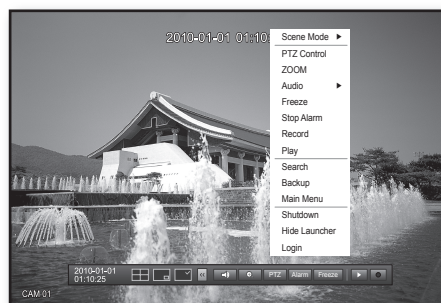 2010-01-01 01:10:
Scene Mode ▶
PTZ Control
ZOOM
Audio ▶
Freeze
Stop Alarm
Record
Play
Search
Backup
Main Menu
Shutdown
Hide Launcher
Login
2010-01-01
01:10:25
PTZ Alarm Freeze
CAM 01